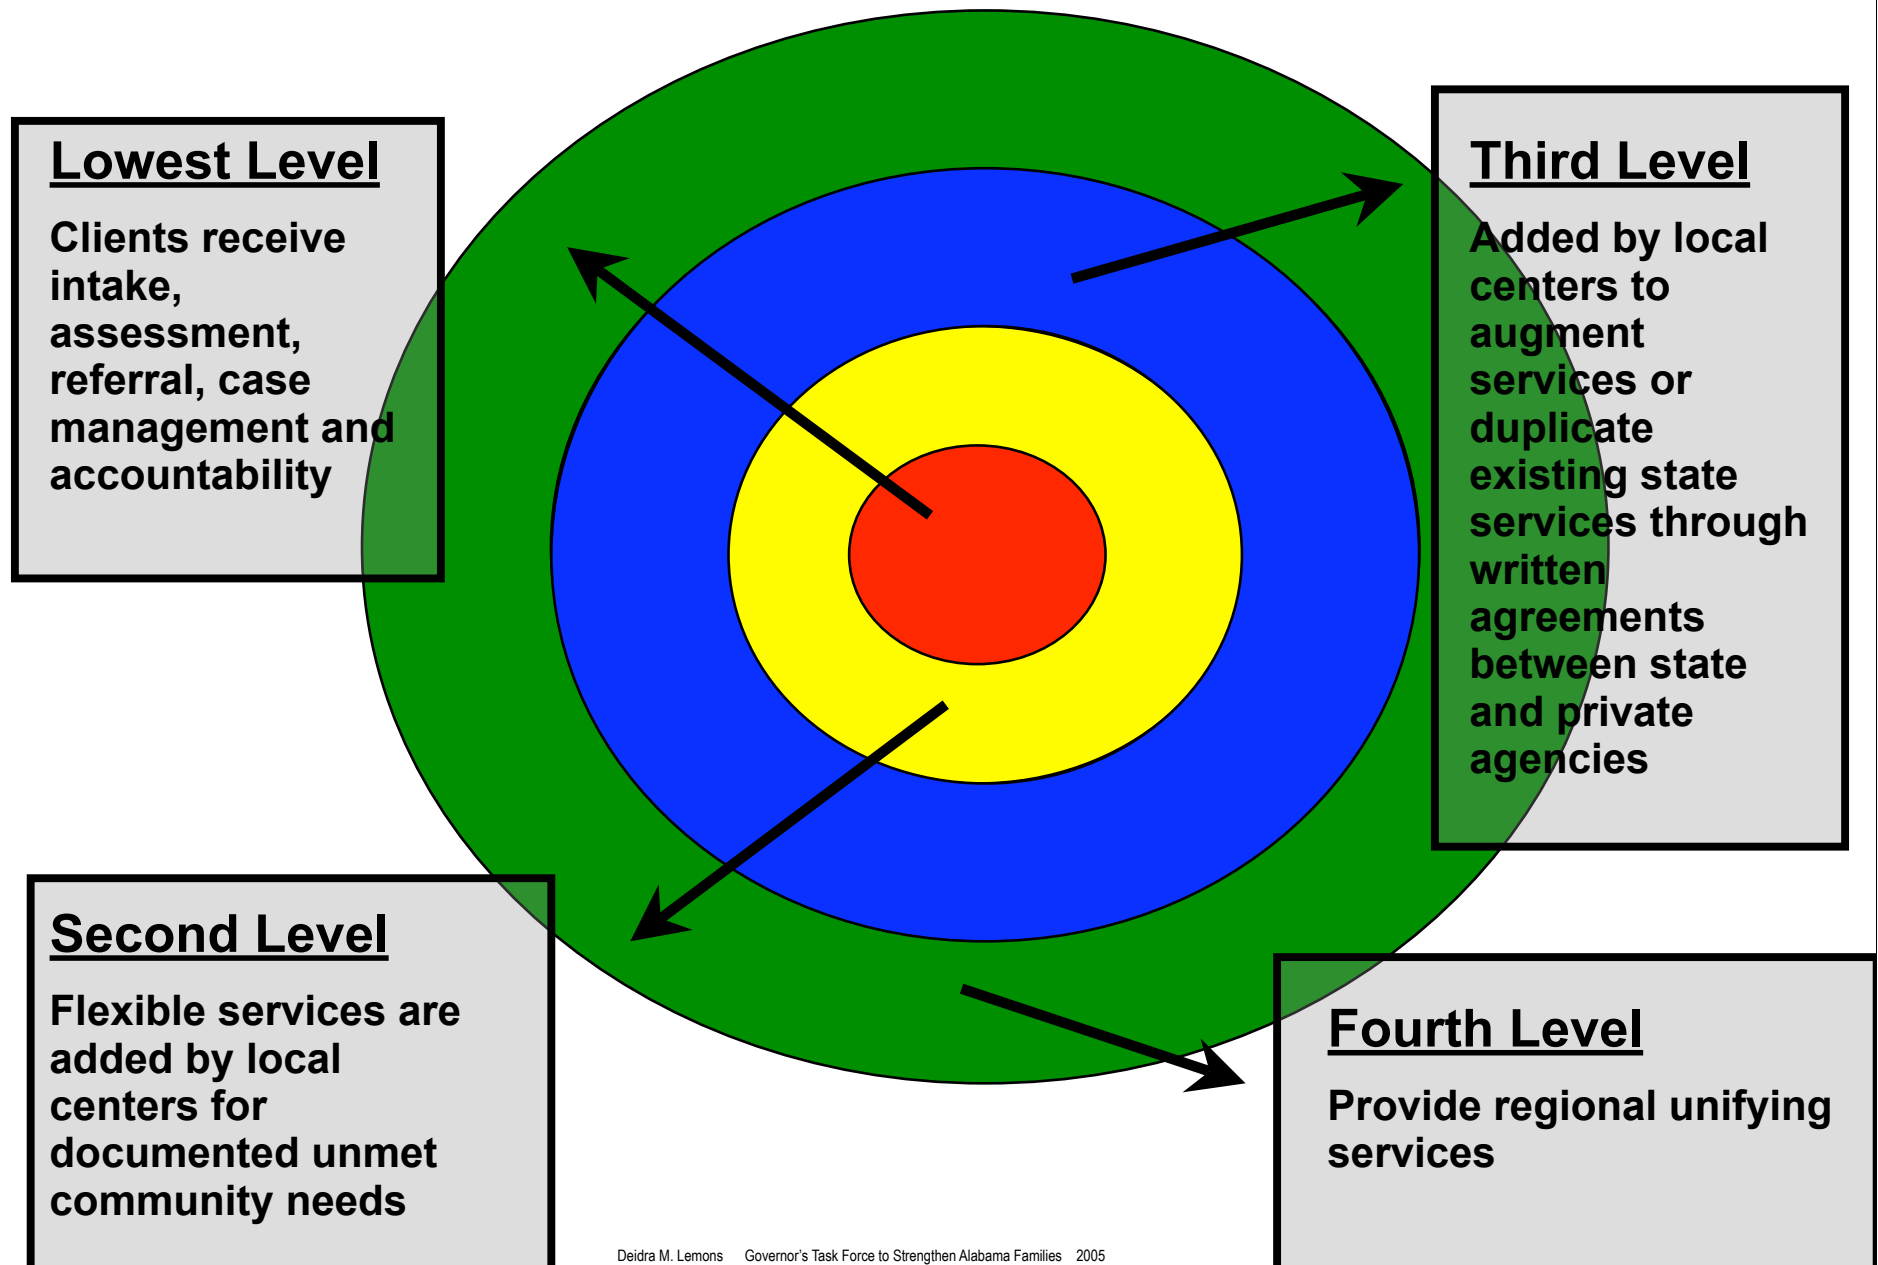 Lowest Level
Clients receive
intake,
assessment,
referral, case
management and
accountability
Third Level
Added by local
centers to
augment
services or
duplicate
existing state
services through
written
agreements
between state
and private
agencies
Second Level
Flexible services are
added by local
centers for
documented unmet
community needs
Fourth Level
Provide regional unifying
services
Deidra M. Lemons Governor's Task Force to Strengthen Alabama Families 2005